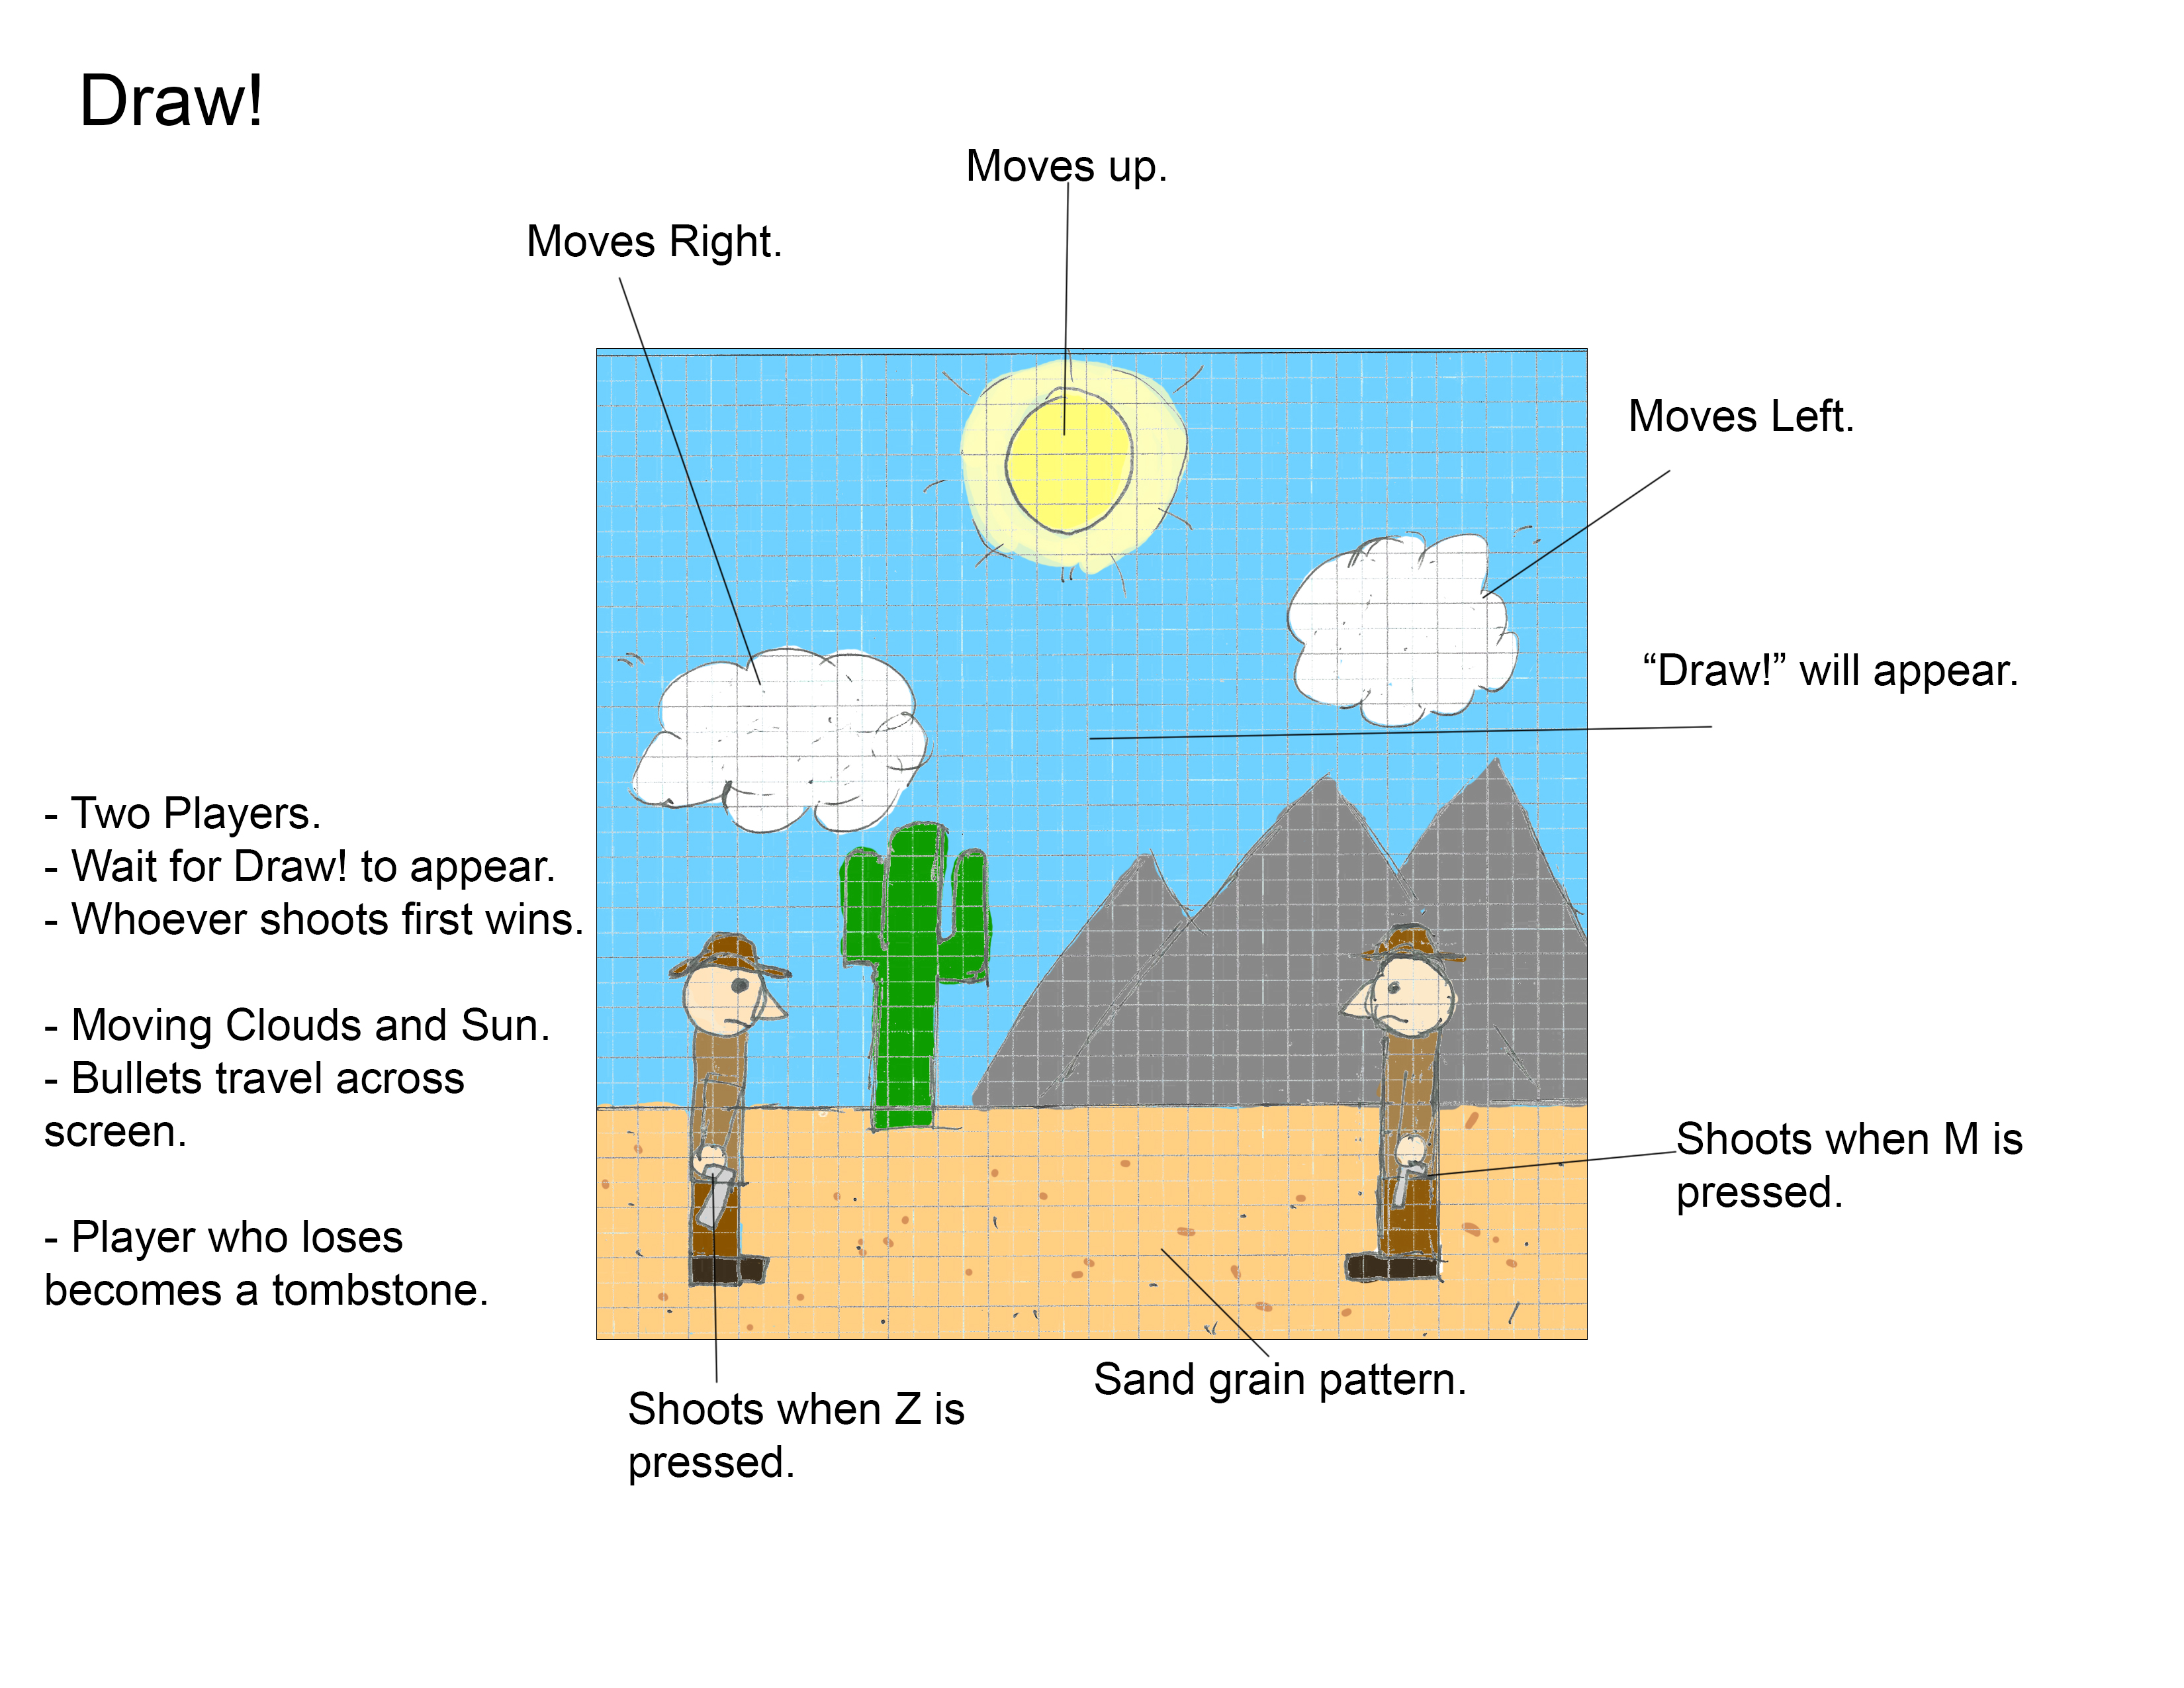 Draw!
Moves up.
Moves Right.
Moves Left.
“Draw!” will appear.
- Two Players.
- Wait for Draw! to appear.
- Whoever shoots first wins.
- Moving Clouds and Sun.
- Bullets travel across
screen.
- Player who loses
becomes a tombstone.
Shoots when M is
pressed.
Sand grain pattern.
Shoots when Z is
pressed.